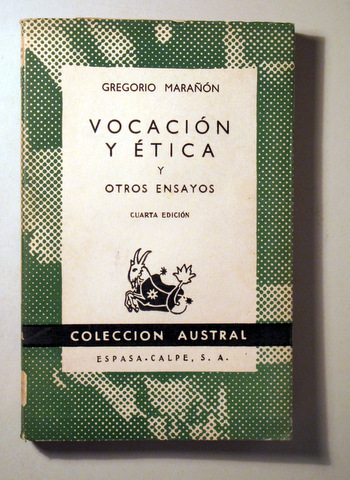 GREGORIO MARAÑÓN
VOCACIÓN
Y ÉTICA
Y
OTROS ENSAYOS
CUARTA EDICIÓN
COLECCION AUSTRAL
ESPASA-CALPE, S. A.